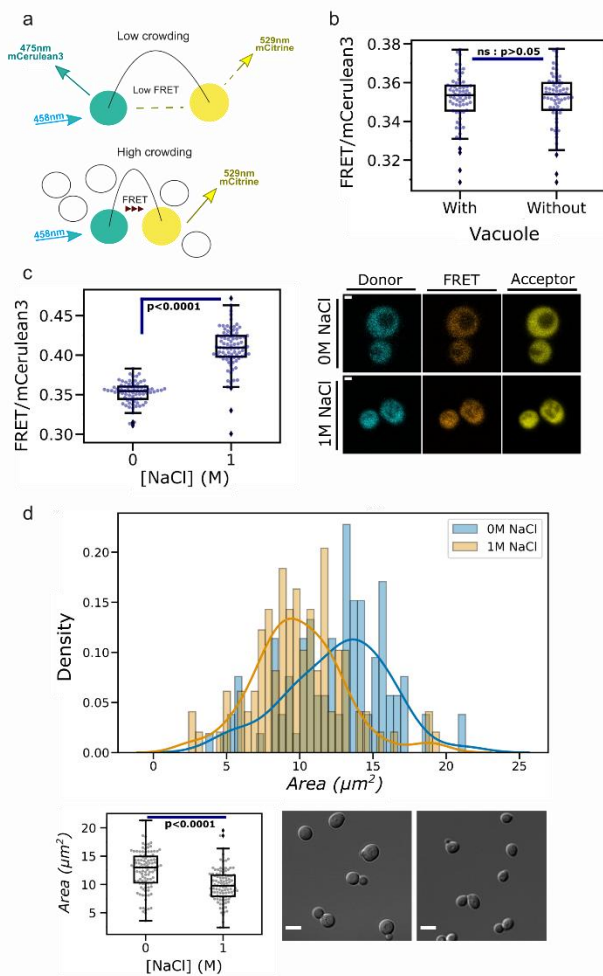 a
Low crowding
475nm
mCerulean3
529nm
mCitrine
Low FRET
458nm
High crowding
529nm
mCitrine
FRET
458nm
b
ns : p>0.05
FRET/mCerulean3
0.38
0.36
0.34
0.32
With
Without
Vacuole
c
p<0.0001
FRET/mCerulean3
0.45
0.40
0.35
0.30
0
1
[NaCl] (M)
Donor
FRET
Acceptor
0M NaCl
1M NaCl
d
0M NaCl
1M NaCl
Density
0.20
0.15
0.10
0.05
0.00
0
5
10
15
20
25
Area (μm²)
p<0.0001
Area (μm²)
20
15
10
5
0
1
[NaCl] (M)